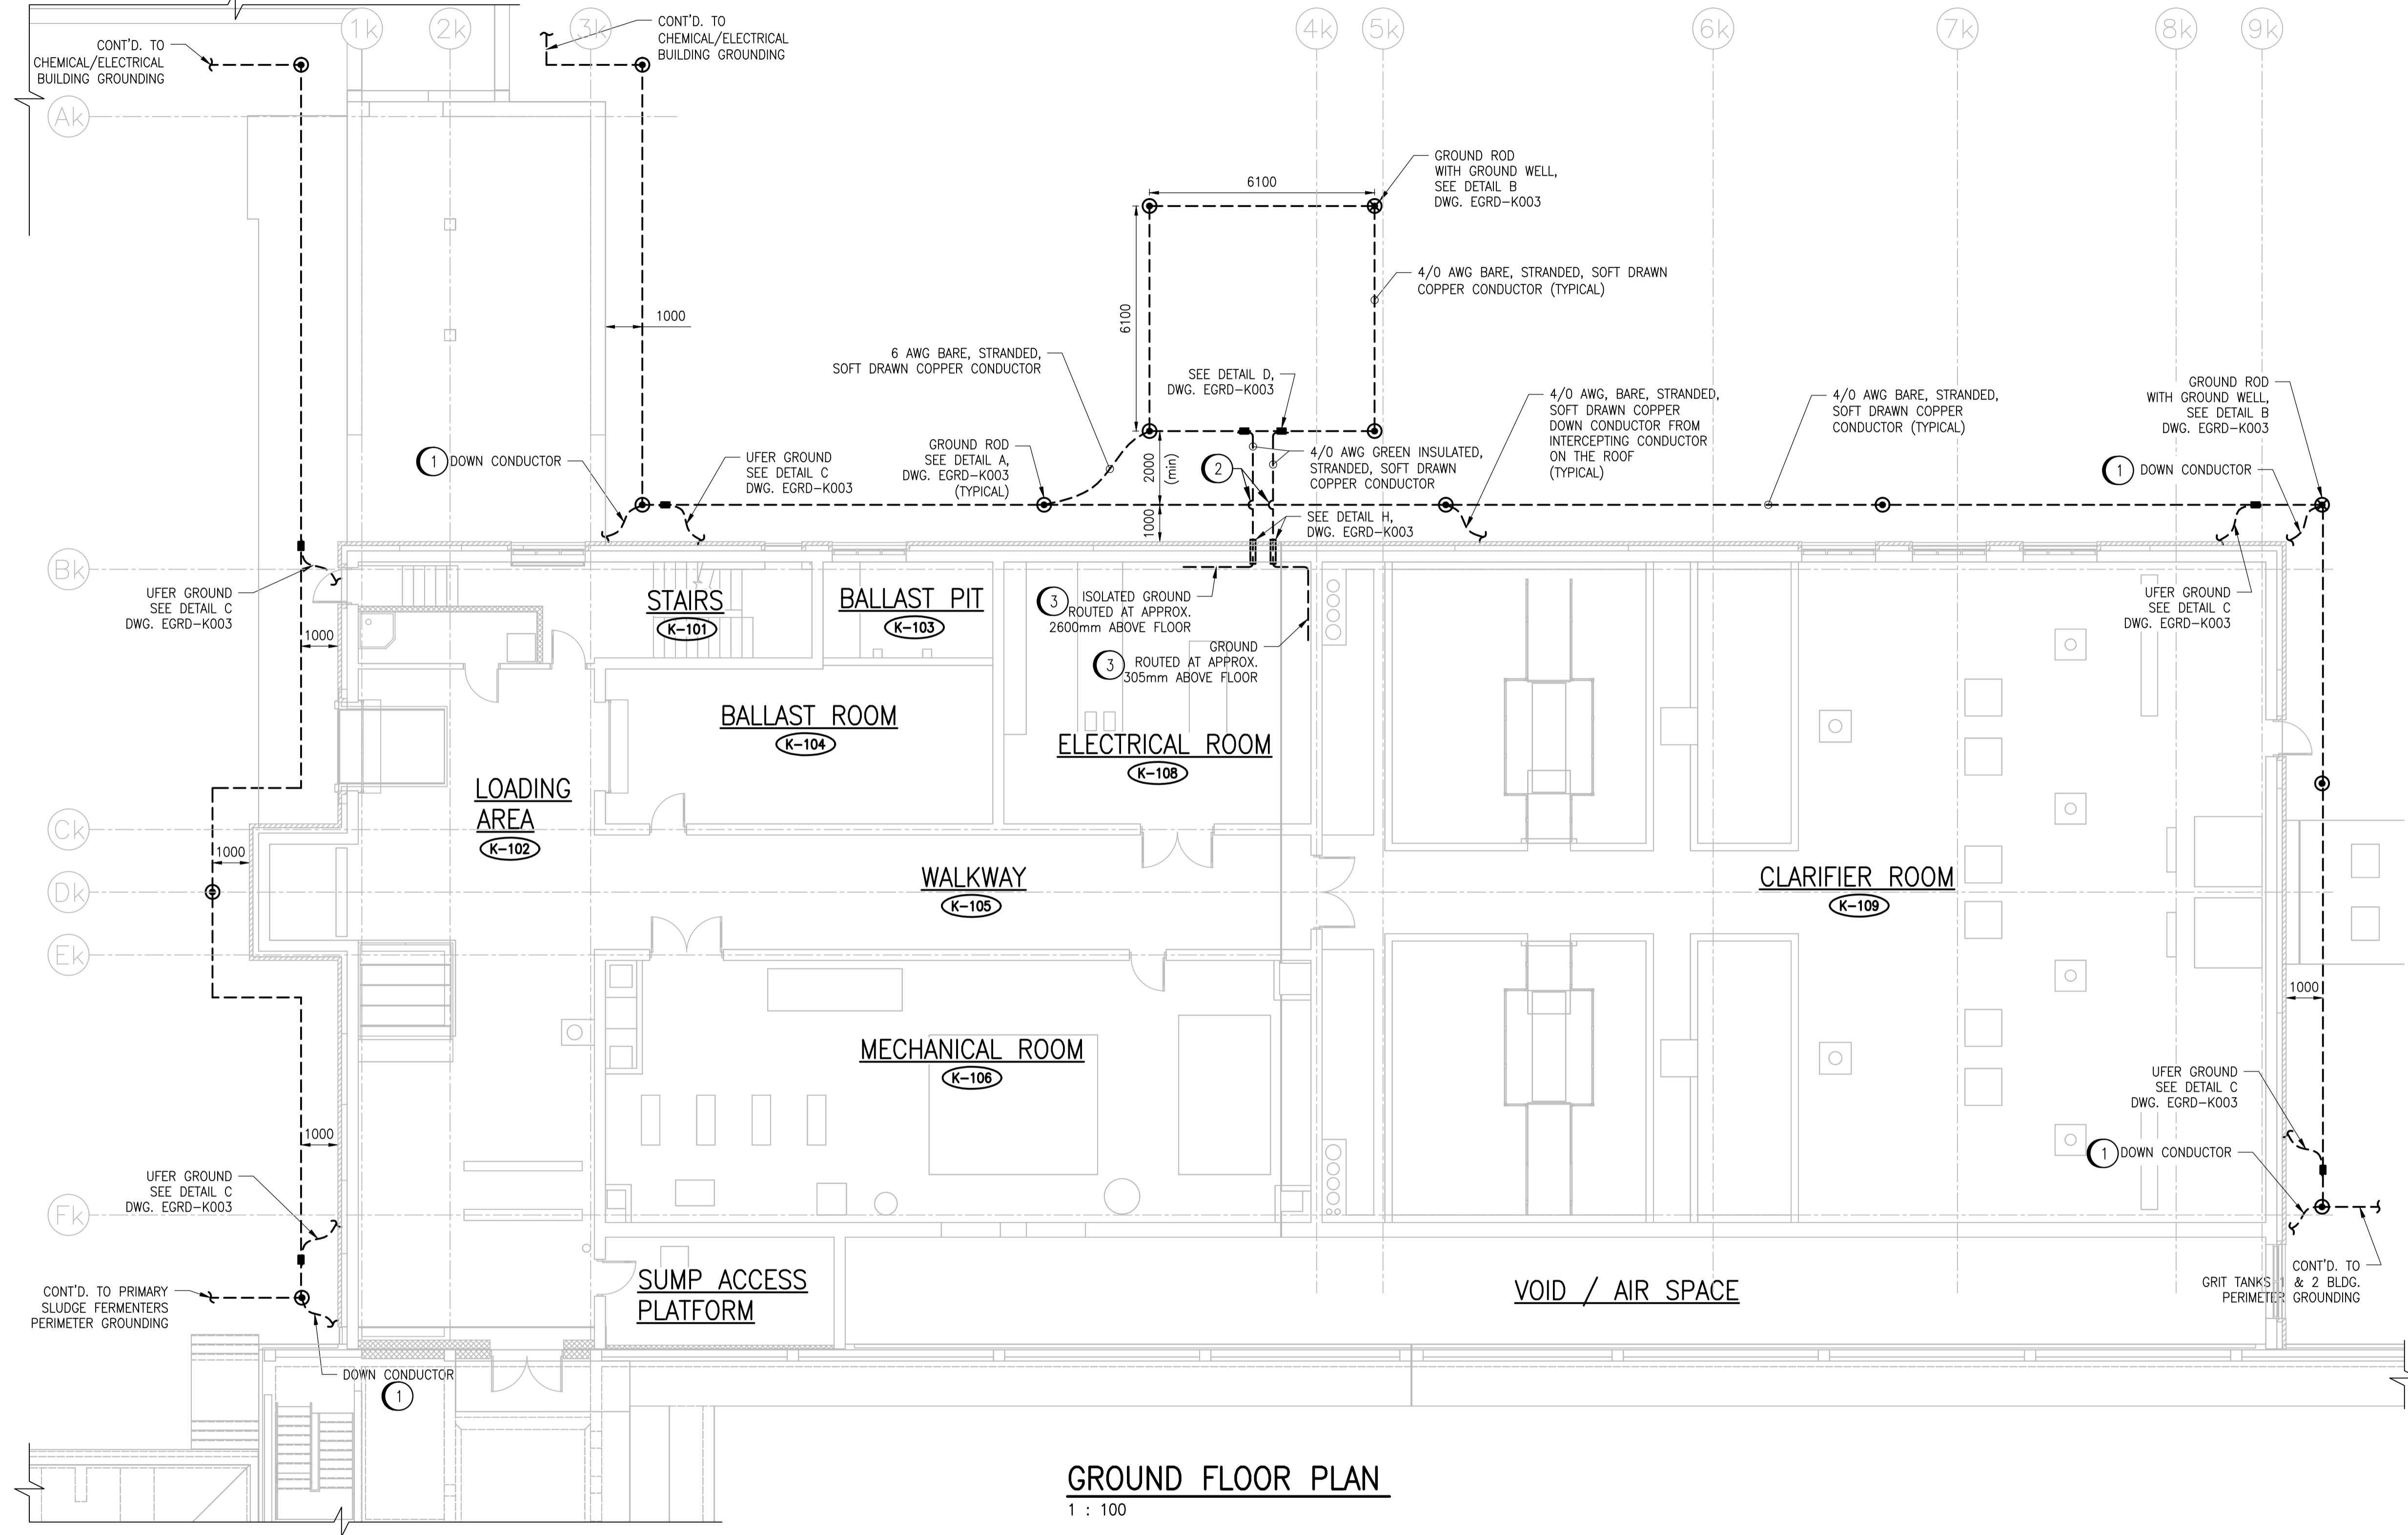 1k
2k
3k
4k
5k
6k
7k
8k
9k
CONT'D. TO
CHEMICAL/ELECTRICAL
BUILDING GROUNDING
CONT'D. TO
CHEMICAL/ELECTRICAL
BUILDING GROUNDING
Ak
GROUND ROD
WITH GROUND WELL,
SEE DETAIL B
DWG. EGRD-K003
6100
6100
4/0 AWG BARE, STRANDED, SOFT DRAWN
COPPER CONDUCTOR (TYPICAL)
1000
6 AWG BARE, STRANDED,
SOFT DRAWN COPPER CONDUCTOR
SEE DETAIL D,
DWG. EGRD-K003
4/0 AWG, BARE, STRANDED,
SOFT DRAWN COPPER
DOWN CONDUCTOR FROM
INTERCEPTING CONDUCTOR
ON THE ROOF
(TYPICAL)
4/0 AWG BARE, STRANDED,
SOFT DRAWN COPPER
CONDUCTOR (TYPICAL)
GROUND ROD
WITH GROUND WELL,
SEE DETAIL B
DWG. EGRD-K003
1 DOWN CONDUCTOR
UFER GROUND
SEE DETAIL C
DWG. EGRD-K003
GROUND ROD
SEE DETAIL A,
DWG. EGRD-K003
(TYPICAL)
2000
(min)
1000
2
4/0 AWG GREEN INSULATED,
STRANDED, SOFT DRAWN
COPPER CONDUCTOR
SEE DETAIL H,
DWG. EGRD-K003
1 DOWN CONDUCTOR
Bk
UFER GROUND
SEE DETAIL C
DWG. EGRD-K003
1000
STAIRS
K-101
BALLAST PIT
K-103
3 ISOLATED GROUND
ROUTED AT APPROX.
2600mm ABOVE FLOOR
3 GROUND
ROUTED AT APPROX.
305mm ABOVE FLOOR
UFER GROUND
SEE DETAIL C
DWG. EGRD-K003
BALLAST ROOM
K-104
ELECTRICAL ROOM
K-108
LOADING
AREA
K-102
Ck
1000
Dk
WALKWAY
K-105
CLARIFIER ROOM
K-109
Ek
1000
MECHANICAL ROOM
K-106
UFER GROUND
SEE DETAIL C
DWG. EGRD-K003
1 DOWN CONDUCTOR
1000
UFER GROUND
SEE DETAIL C
DWG. EGRD-K003
Fk
CONT'D. TO PRIMARY
SLUDGE FERMENTERS
PERIMETER GROUNDING
SUMP ACCESS
PLATFORM
VOID / AIR SPACE
CONT'D. TO
GRIT TANKS 1 & 2 BLDG.
PERIMETER GROUNDING
DOWN CONDUCTOR
1
GROUND FLOOR PLAN
1 : 100